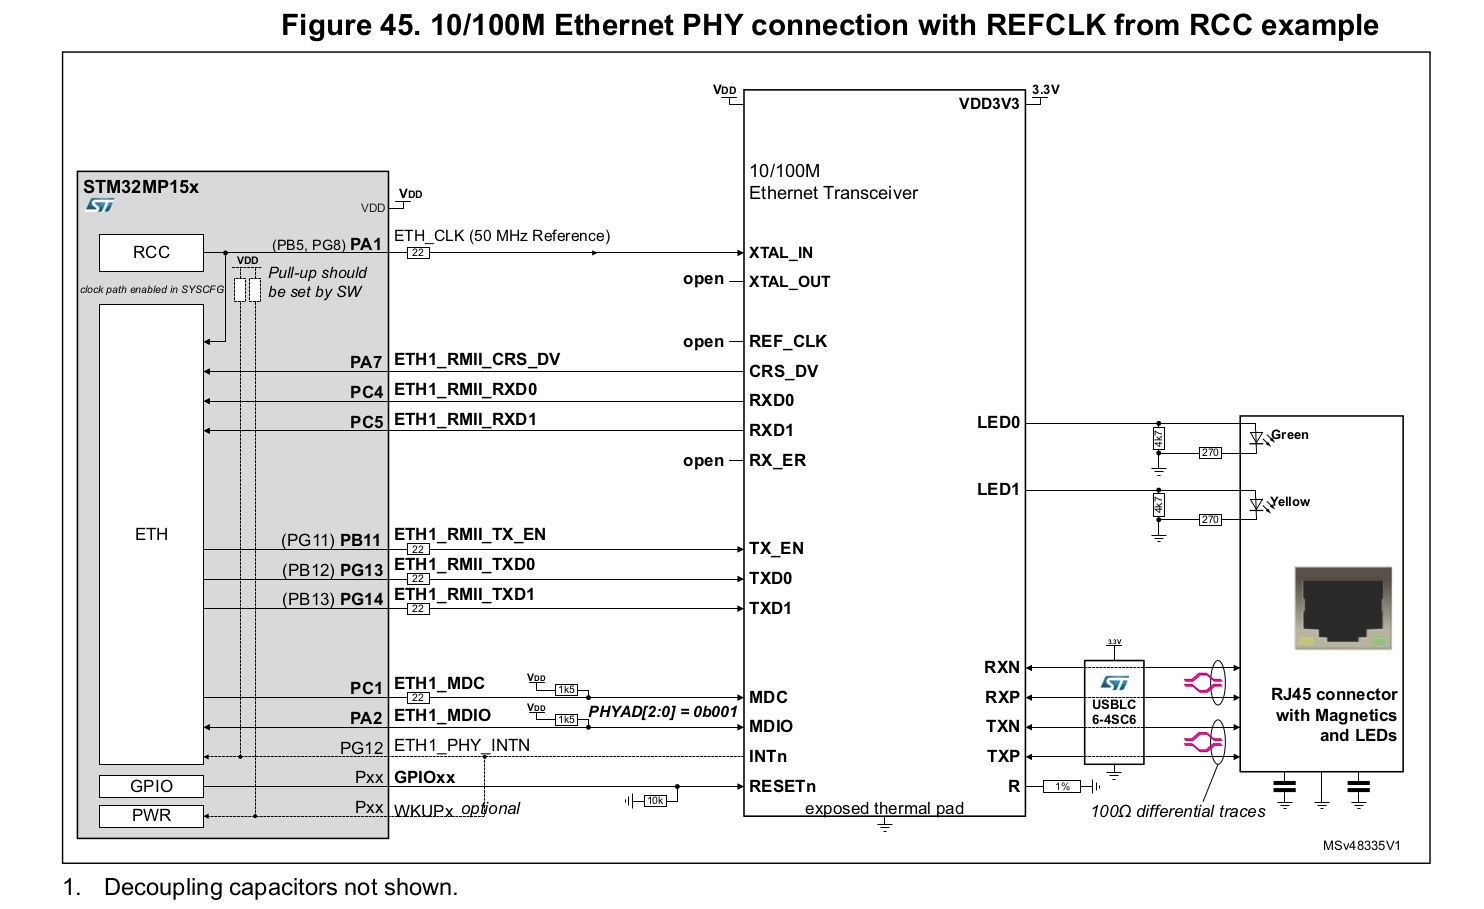 Figure 45. 10/100M Ethernet PHY connection with REFCLK from RCC example
VDD
VDD3V3
3.3V
10/100M
Ethernet Transceiver
STM32MP15x
ST
VDD
VDD
RCC
(PB5, PG8) PA1
ETH_CLK (50 MHz Reference)
22
XTAL_IN
VDD
Pull-up should
be set by SW
clock path enabled in SYSCFG
open
XTAL_OUT
open
REF_CLK
PA7
ETH1_RMII_CRS_DV
CRS_DV
PC4
ETH1_RMII_RXD0
RXD0
PC5
ETH1_RMII_RXD1
RXD1
open
RX_ER
LED0
4k7
270
Green
LED1
4k7
270
Yellow
ETH
(PG11) PB11
ETH1_RMII_TX_EN
22
TX_EN
(PB12) PG13
ETH1_RMII_TXD0
22
TXD0
(PB13) PG14
ETH1_RMII_TXD1
22
TXD1
PC1
ETH1_MDC
22
VDD
1k5
MDC
PHYAD[2:0] = 0b001
PA2
ETH1_MDIO
VDD
1k5
MDIO
PG12
ETH1_PHY_INTN
INTn
GPIO
Pxx
GPIOxx
10k
RESETn
PWR
Pxx
WKUPx optional
exposed thermal pad
RXN
RXP
TXN
TXP
R
1%
3.3V
ST
USBLC
6-4SC6
100Ω differential traces
RJ45 connector
with Magnetics
and LEDs
MSv48335V1
1. Decoupling capacitors not shown.